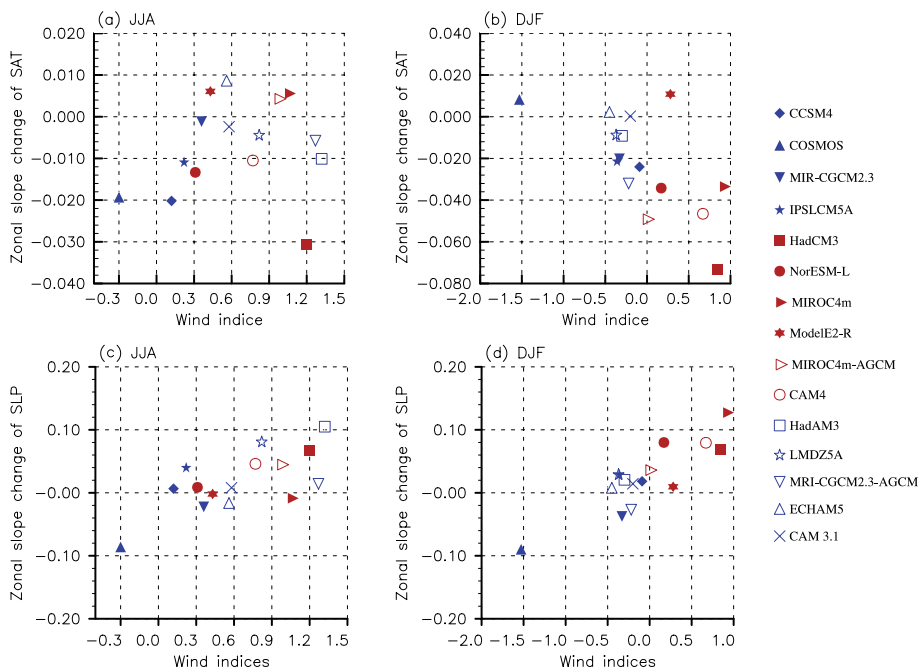 (a) JJA
0.020
0.010
0.000
−0.010
−0.020
−0.030
−0.040
Zonal slope change of SAT
−0.3 0.0 0.3 0.6 0.9 1.2 1.5
Wind indice
(b) DJF
0.040
0.020
0.000
−0.020
−0.040
−0.060
−0.080
Zonal slope change of SAT
−2.0 −1.5 −1.0 −0.5 0.0 0.5 1.0
Wind indice
(c) JJA
0.20
0.10
−0.00
−0.10
−0.20
Zonal slope change of SLP
−0.3 0.0 0.3 0.6 0.9 1.2 1.5
Wind indices
(d) DJF
0.20
0.10
−0.00
−0.10
−0.20
Zonal slope change of SLP
−2.0 −1.5 −1.0 −0.5 0.0 0.5 1.0
Wind indices
CCSM4
COSMOS
MIR-CGCM2.3
IPSLCM5A
HadCM3
NorESM-L
MIROC4m
ModelE2-R
MIROC4m-AGCM
CAM4
HadAM3
LMDZ5A
MRI-CGCM2.3-AGCM
ECHAM5
CAM 3.1